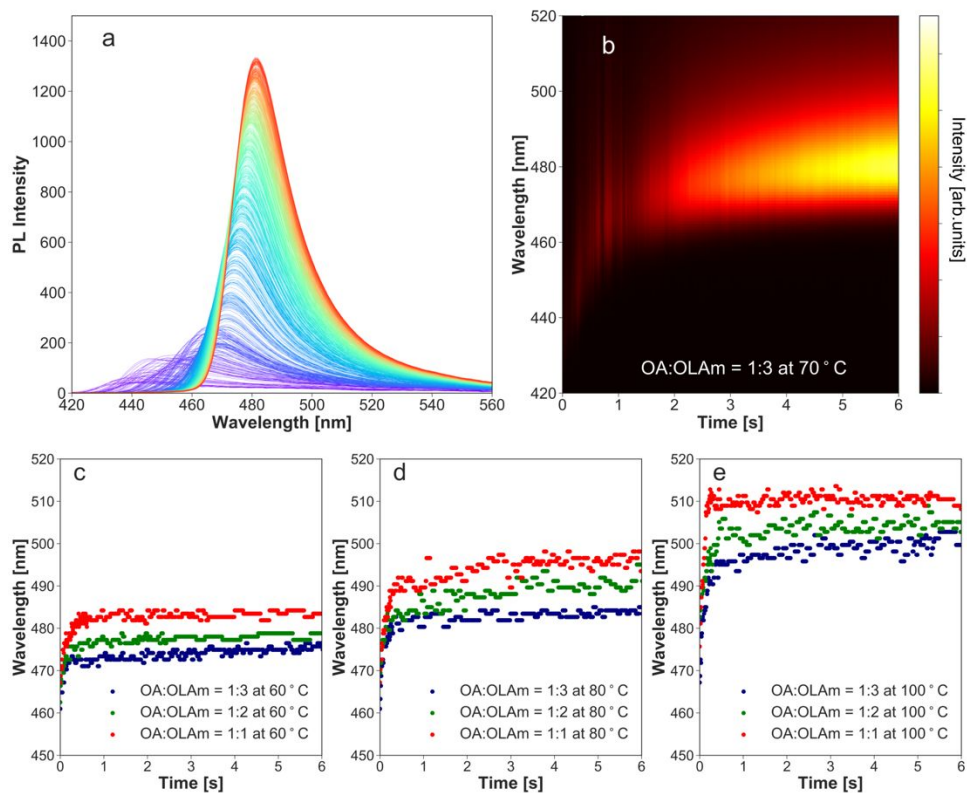 a
1400
1200
1000
800
600
400
200
0
PL Intensity
420 440 460 480 500 520 540 560
Wavelength [nm]
b
520
500
480
460
440
420
Wavelength [nm]
OA:OLAm = 1:3 at 70°C
0 1 2 3 4 5 6
Time [s]
Intensity [arb.units]
c
520
510
500
490
480
470
460
450
Wavelength [nm]
OA:OLAm = 1:3 at 60°C
OA:OLAm = 1:2 at 60°C
OA:OLAm = 1:1 at 60°C
0 1 2 3 4 5 6
Time [s]
d
520
510
500
490
480
470
460
450
Wavelength [nm]
OA:OLAm = 1:3 at 80°C
OA:OLAm = 1:2 at 80°C
OA:OLAm = 1:1 at 80°C
0 1 2 3 4 5 6
Time [s]
e
520
510
500
490
480
470
460
450
Wavelength [nm]
OA:OLAm = 1:3 at 100°C
OA:OLAm = 1:2 at 100°C
OA:OLAm = 1:1 at 100°C
0 1 2 3 4 5 6
Time [s]